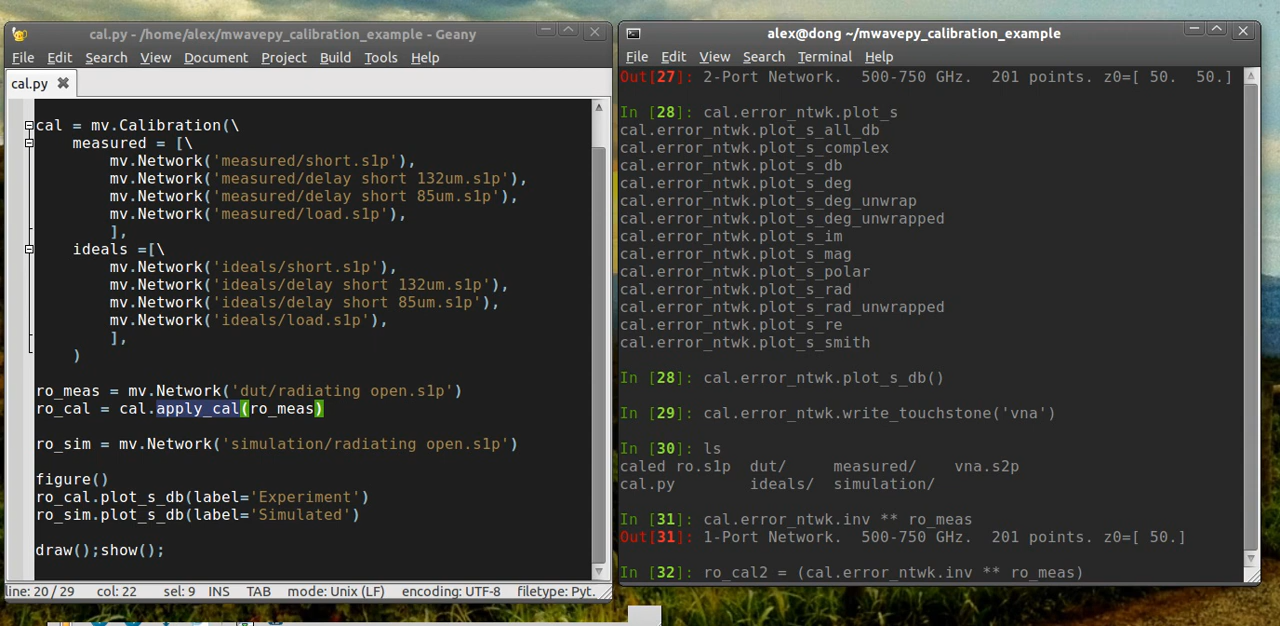 cal.py - /home/alex/mwavepy_calibration_example - Geany
File Edit Search View Document Project Build Tools Help
cal.py
cal = mv.Calibration(\
measured = [\
mv.Network('measured/short.s1p'),
mv.Network('measured/delay short 132um.s1p'),
mv.Network('measured/delay short 85um.s1p'),
mv.Network('measured/load.s1p'),
],
ideals =[\
mv.Network('ideals/short.s1p'),
mv.Network('ideals/delay short 132um.s1p'),
mv.Network('ideals/delay short 85um.s1p'),
mv.Network('ideals/load.s1p'),
],
)
ro_meas = mv.Network('dut/radiating open.s1p')
ro_cal = cal.apply_cal(ro_meas)
ro_sim = mv.Network('simulation/radiating open.s1p')
figure()
ro_cal.plot_s_db(label='Experiment')
ro_sim.plot_s_db(label='Simulated')
draw();show();
line: 20 / 29 col: 22 sel: 9 INS TAB mode: Unix (LF) encoding: UTF-8 filetype: Pyt.
alex@dong ~/mwavepy_calibration_example
File Edit View Search Terminal Help
Out[27]: 2-Port Network. 500-750 GHz. 201 points. z0=[ 50. 50.]
In [28]: cal.error_ntwk.plot_s
cal.error_ntwk.plot_s_all_db
cal.error_ntwk.plot_s_complex
cal.error_ntwk.plot_s_db
cal.error_ntwk.plot_s_deg
cal.error_ntwk.plot_s_deg_unwrap
cal.error_ntwk.plot_s_deg_unwrapped
cal.error_ntwk.plot_s_im
cal.error_ntwk.plot_s_mag
cal.error_ntwk.plot_s_polar
cal.error_ntwk.plot_s_rad
cal.error_ntwk.plot_s_rad_unwrapped
cal.error_ntwk.plot_s_re
cal.error_ntwk.plot_s_smith
In [28]: cal.error_ntwk.plot_s_db()
In [29]: cal.error_ntwk.write_touchstone('vna')
In [30]: ls
caled ro.s1p dut/ measured/ vna.s2p
cal.py ideals/ simulation/
In [31]: cal.error_ntwk.inv ** ro_meas
Out[31]: 1-Port Network. 500-750 GHz. 201 points. z0=[ 50.]
In [32]: ro_cal2 = (cal.error_ntwk.inv ** ro_meas)